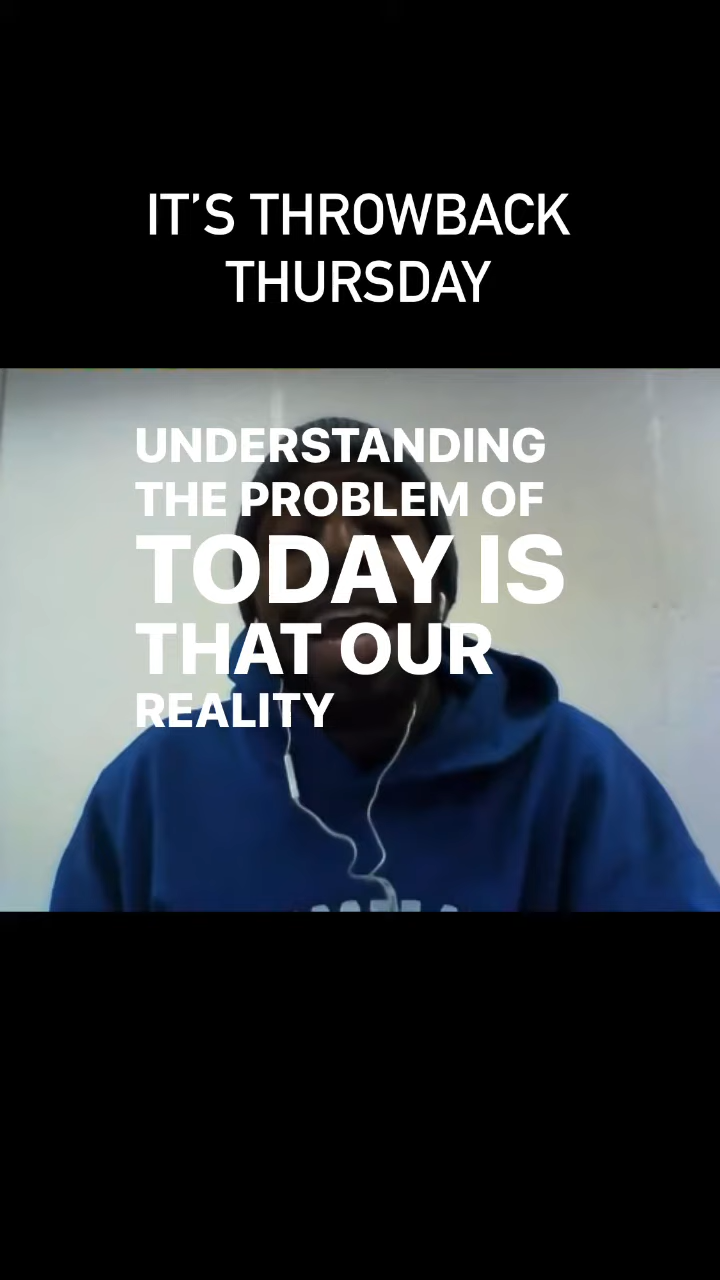 IT'S THROWBACK
THURSDAY
UNDERSTANDING
THE PROBLEM OF
TODAY IS
THAT OUR
REALITY